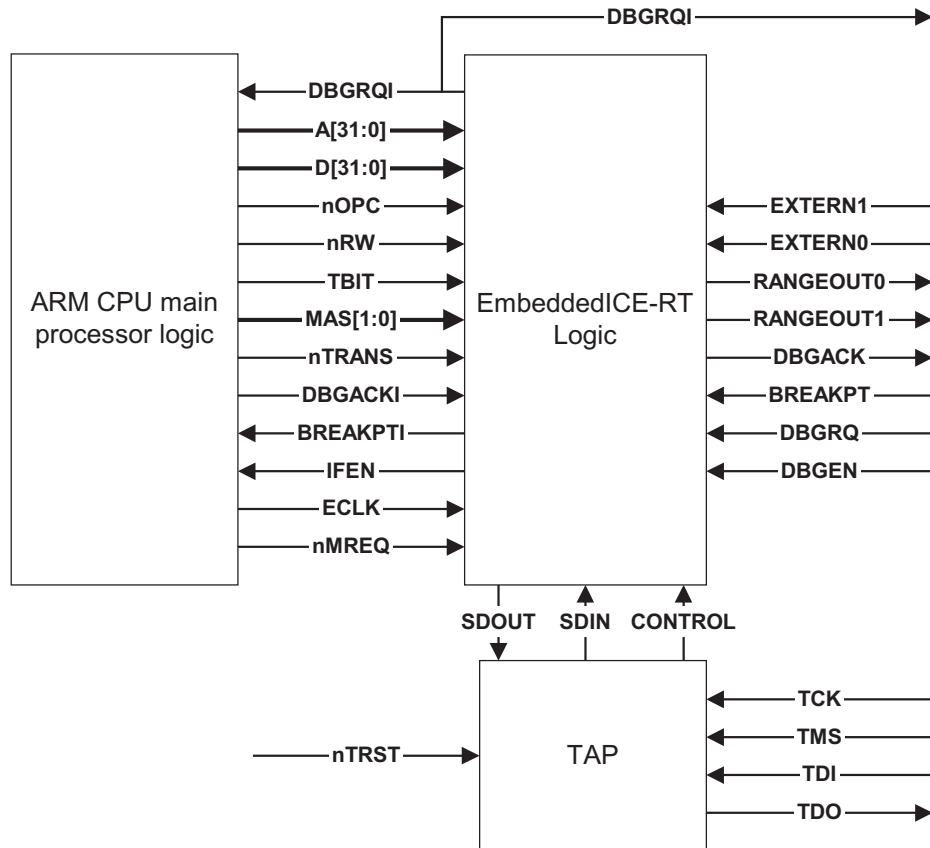 DBGRQI
DBGRQI
A[31:0]
D[31:0]
nOPC
nRW
TBIT
MAS[1:0]
nTRANS
DBGACKI
BREAKPTI
IFEN
ECLK
nMREQ
ARM CPU main
processor logic
EmbeddedICE-RT
Logic
EXTERN1
EXTERN0
RANGEOUT0
RANGEOUT1
DBGACK
BREAKPT
DBGRQ
DBGEN
SDOUT
SDIN
CONTROL
nTRST
TAP
TCK
TMS
TDI
TDO